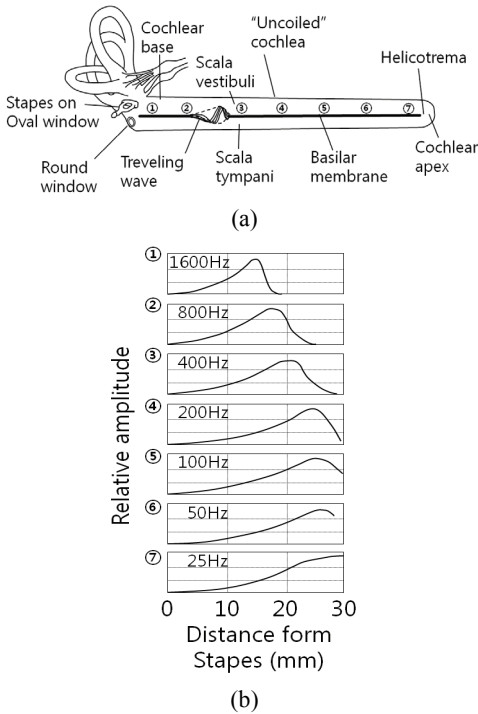 Cochlear
base
"Uncoiled"
cochlea
Scala
vestibuli
Helicotrema
Stapes on
Oval window
① ② ③ ④ ⑤ ⑥ ⑦
Round
window
Treveling
wave
Scala
tympani
Basilar
membrane
Cochlear
apex
(a)
Relative amplitude
① 1600Hz
② 800Hz
③ 400Hz
④ 200Hz
⑤ 100Hz
⑥ 50Hz
⑦ 25Hz
0 10 20 30
Distance form
Stapes (mm)
(b)